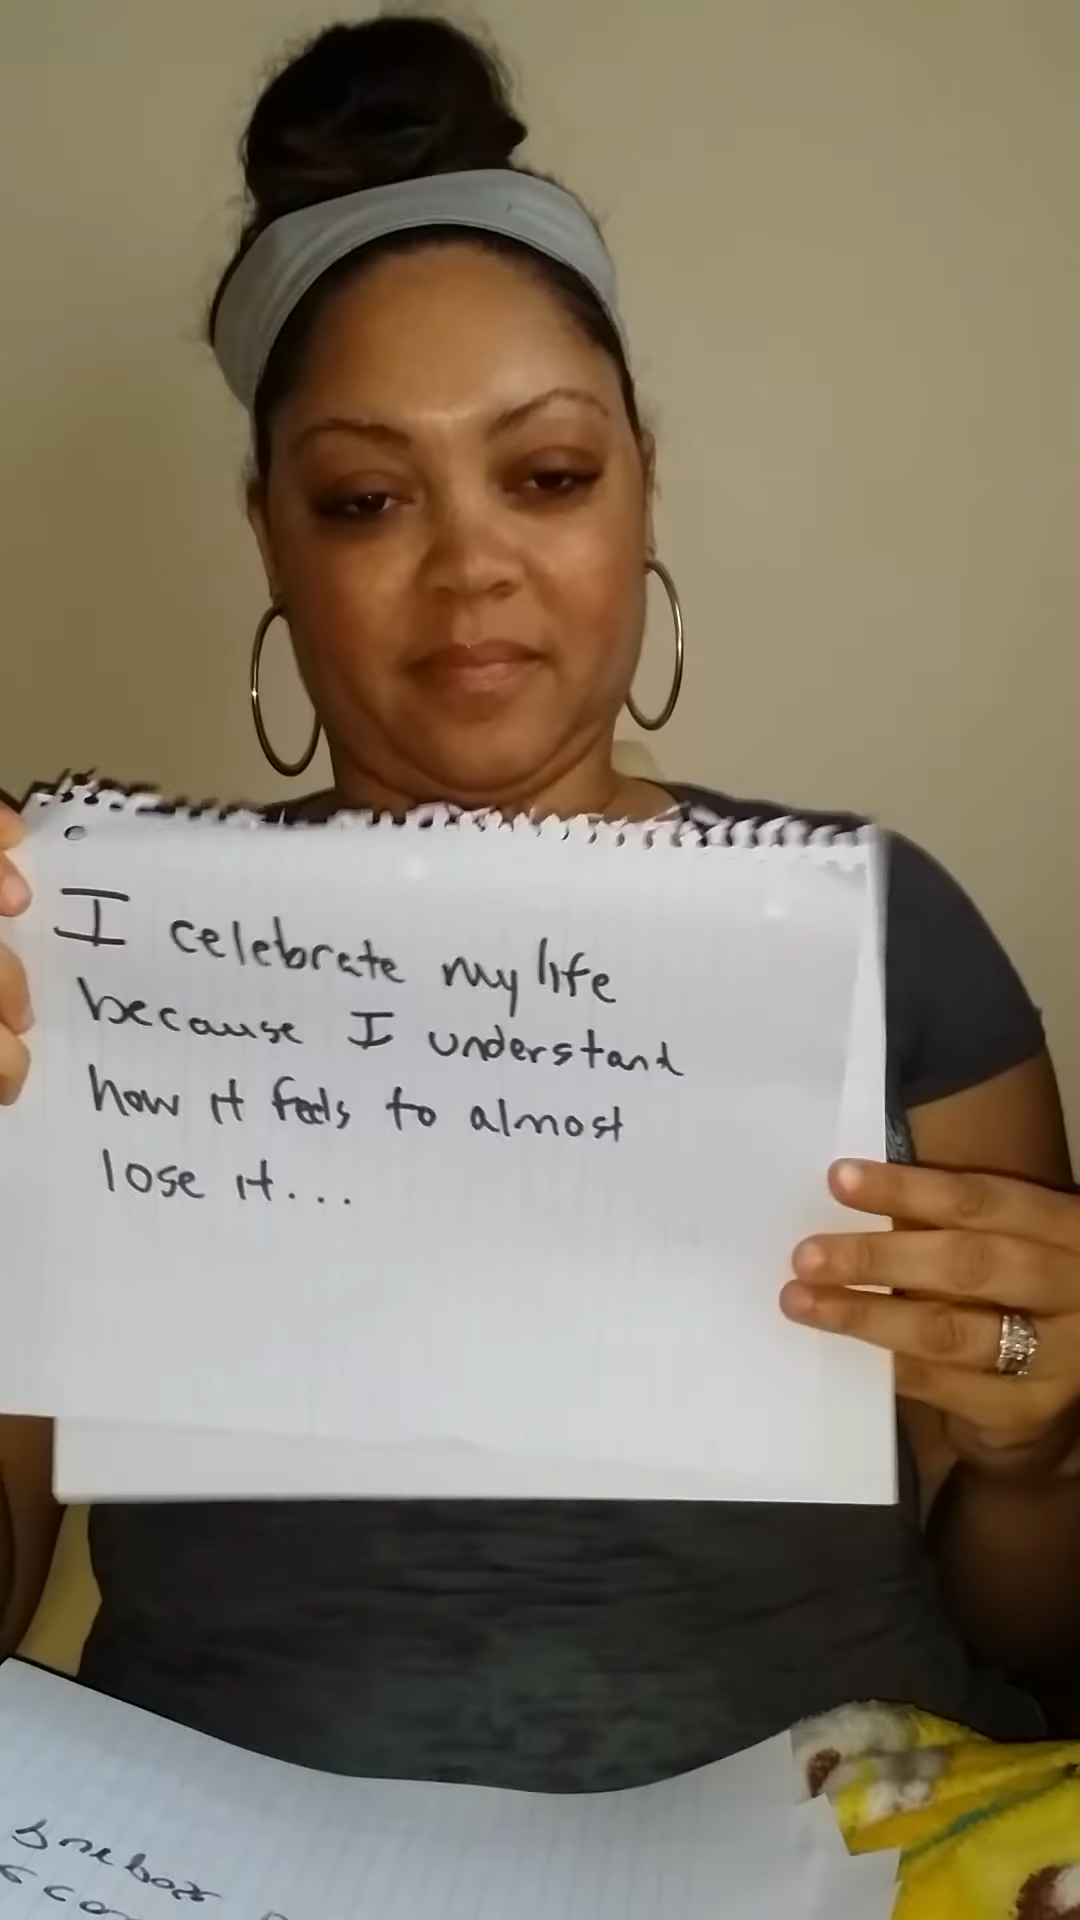 I celebrate my life
because I understand
how it feels to almost
lose it...